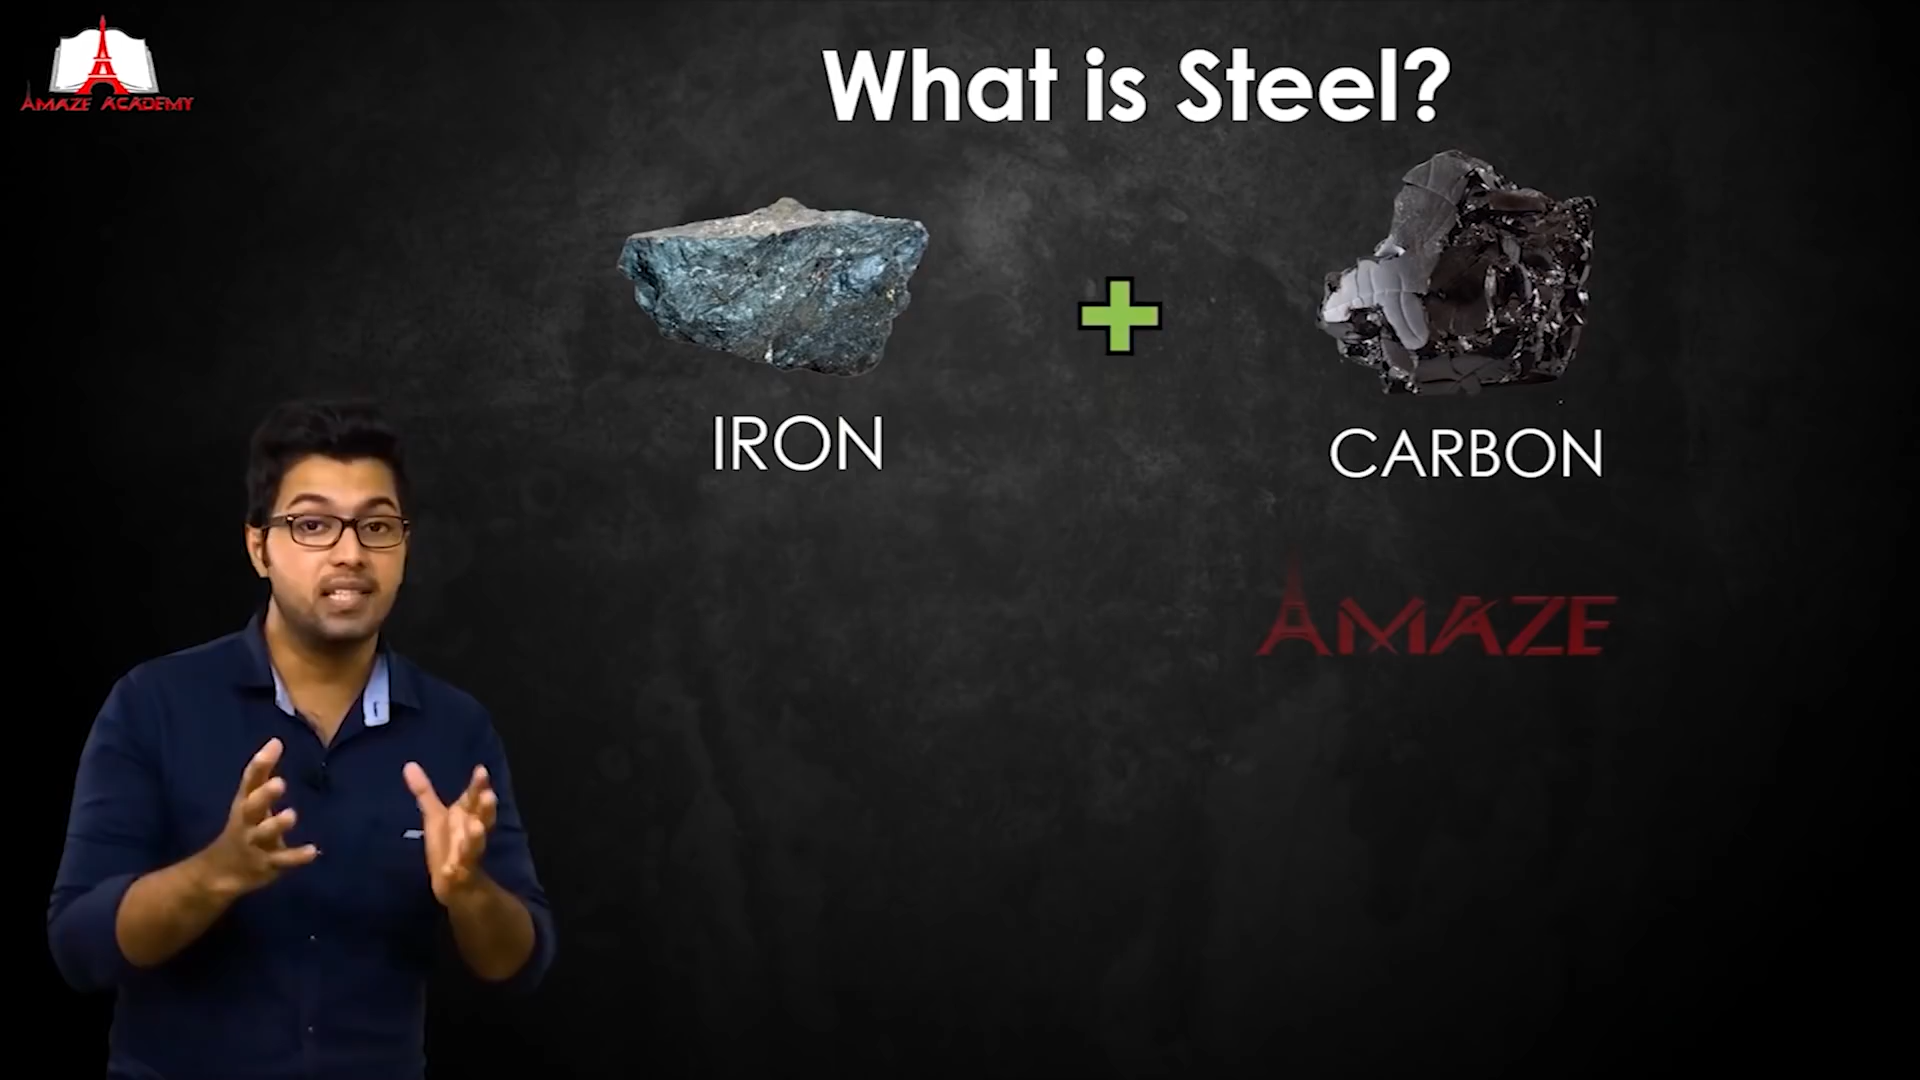 AMAZE ACADEMY
What is Steel?
IRON
CARBON
AMAZE